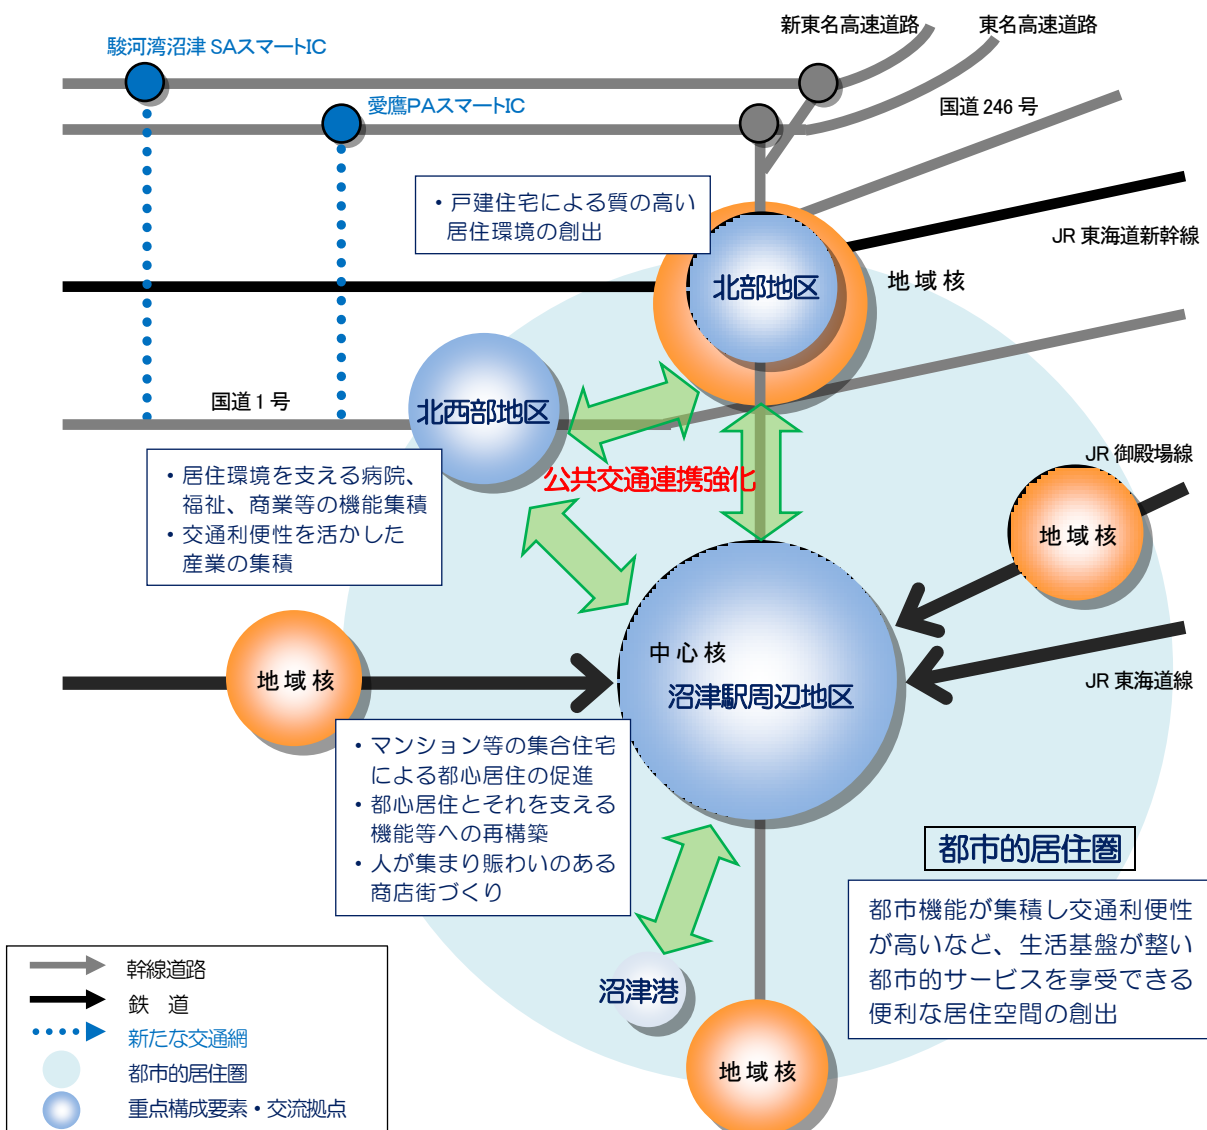 新東名高速道路
東名高速道路
駿河湾沼津 SAスマートIC
愛鷹PAスマートIC
国道 246 号
・戸建住宅による質の高い
居住環境の創出
JR 東海道新幹線
北部地区
地域核
国道 1 号
北西部地区
JR 御殿場線
・居住環境を支える病院、
福祉、商業等の機能集積
・交通利便性を活かした
産業の集積
公共交通連携強化
地域核
中心核
沼津駅周辺地区
地域核
JR 東海道線
・マンション等の集合住宅
による都心居住の促進
・都心居住とそれを支える
機能等への再構築
・人が集まり賑わいのある
商店街づくり
都市的居住圏
都市機能が集積し交通利便性
が高いなど、生活基盤が整い
都市的サービスを享受できる
便利な居住空間の創出
沼津港
地域核
幹線道路
鉄 道
新たな交通網
都市的居住圏
重点構成要素・交流拠点